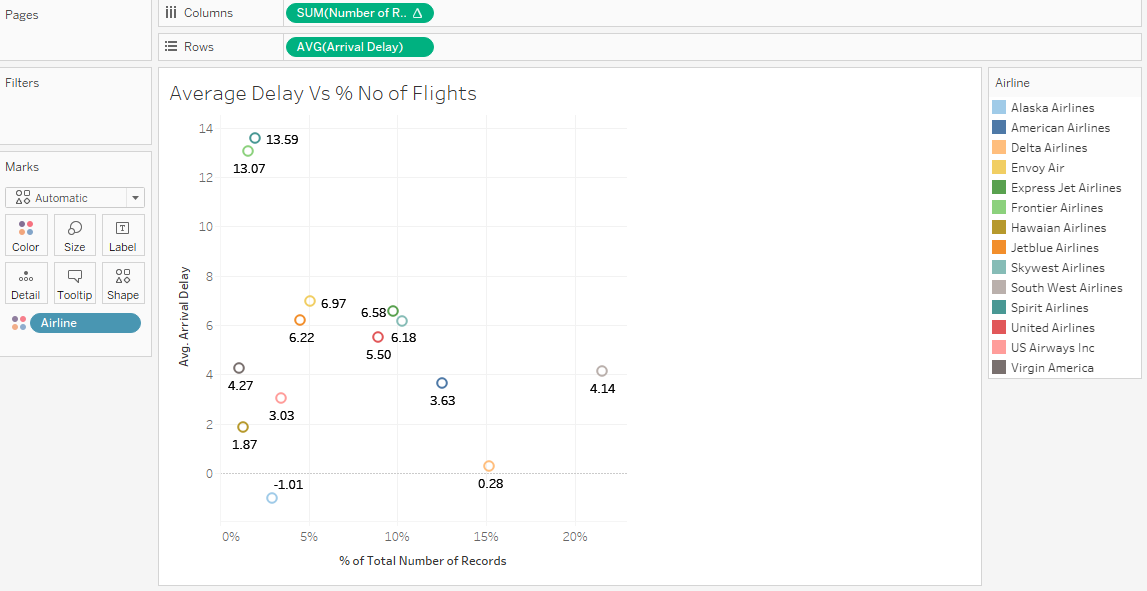 Pages
Columns
SUM(Number of R.. Δ
Rows
AVG(Arrival Delay)
Filters
Marks
Automatic
Color Size Label
Detail Tooltip Shape
Airline
Average Delay Vs % No of Flights
14
12
10
8
6
4
2
0
Avg. Arrival Delay
13.59
13.07
6.97
6.58
6.22
6.18
5.50
4.27
4.14
3.63
3.03
1.87
-1.01
0.28
0% 5% 10% 15% 20%
% of Total Number of Records
Airline
Alaska Airlines
American Airlines
Delta Airlines
Envoy Air
Express Jet Airlines
Frontier Airlines
Hawaian Airlines
Jetblue Airlines
Skywest Airlines
South West Airlines
Spirit Airlines
United Airlines
US Airways Inc
Virgin America